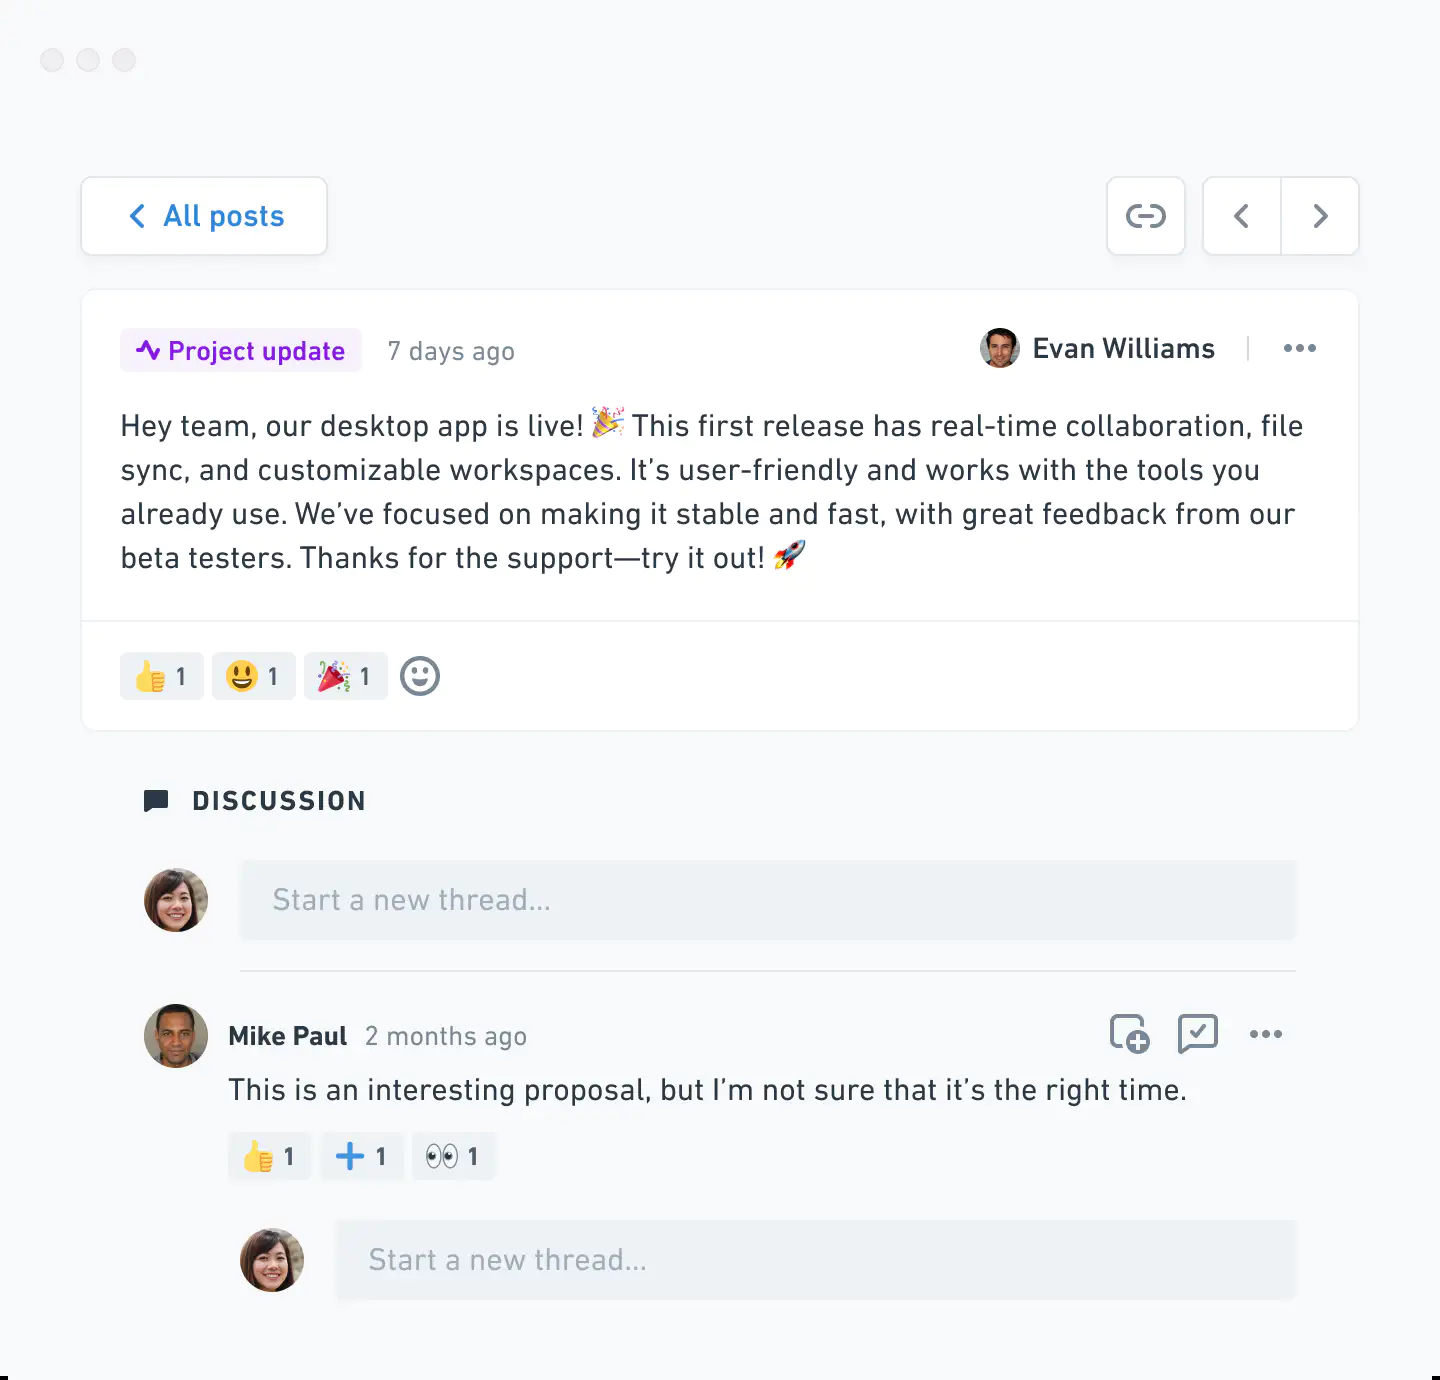 All posts
Project update 7 days ago Evan Williams
Hey team, our desktop app is live! 🎉 This first release has real-time collaboration, file
sync, and customizable workspaces. It’s user-friendly and works with the tools you
already use. We’ve focused on making it stable and fast, with great feedback from our
beta testers. Thanks for the support—try it out! 🚀
👍 1 😃 1 🎉 1
DISCUSSION
Start a new thread...
Mike Paul 2 months ago
This is an interesting proposal, but I’m not sure that it’s the right time.
👍 1 ➕ 1 👀 1
Start a new thread...